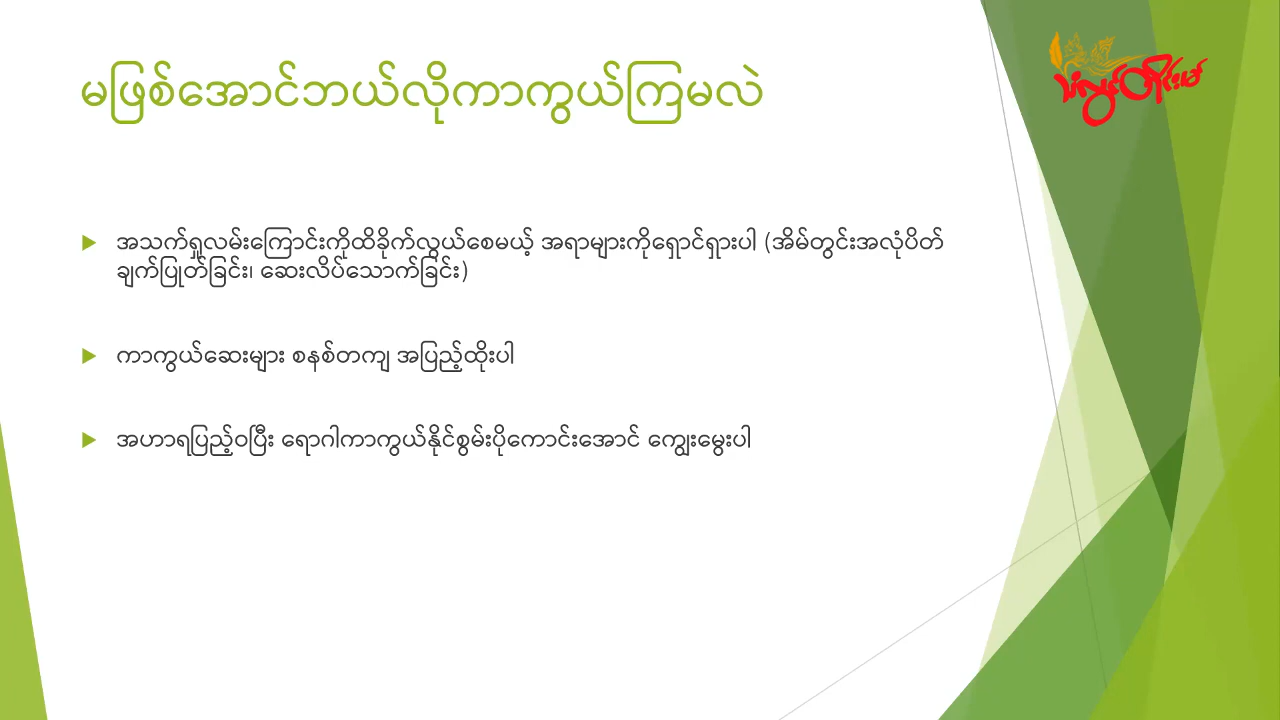 မဖြစ်အောင်ဘယ်လိုကာကွယ်ကြမလဲ
အသက်ရှူလမ်းကြောင်းကိုထိခိုက်လွယ်စေမယ့် အရာများကိုရှောင်ရှားပါ (အိမ်တွင်းအလုံပိတ်
ချက်ပြုတ်ခြင်း၊ ဆေးလိပ်သောက်ခြင်း)
ကာကွယ်ဆေးများ စနစ်တကျ အပြည့်ထိုးပါ
အဟာရပြည့်ဝပြီး ရောဂါကာကွယ်နိုင်စွမ်းပိုကောင်းအောင် ကျွေးမွေးပါ